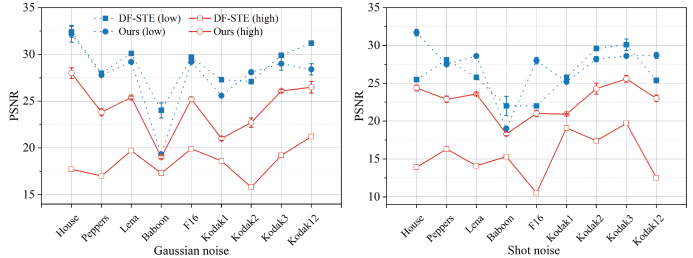 DF-STE (low) DF-STE (high)
Ours (low) Ours (high)
PSNR
35
30
25
20
15
House Peppers Lena Baboon F16 Kodak1 Kodak2 Kodak3 Kodak12
Gaussian noise
PSNR
35
30
25
20
15
10
House Peppers Lena Baboon F16 Kodak1 Kodak2 Kodak3 Kodak12
Shot noise